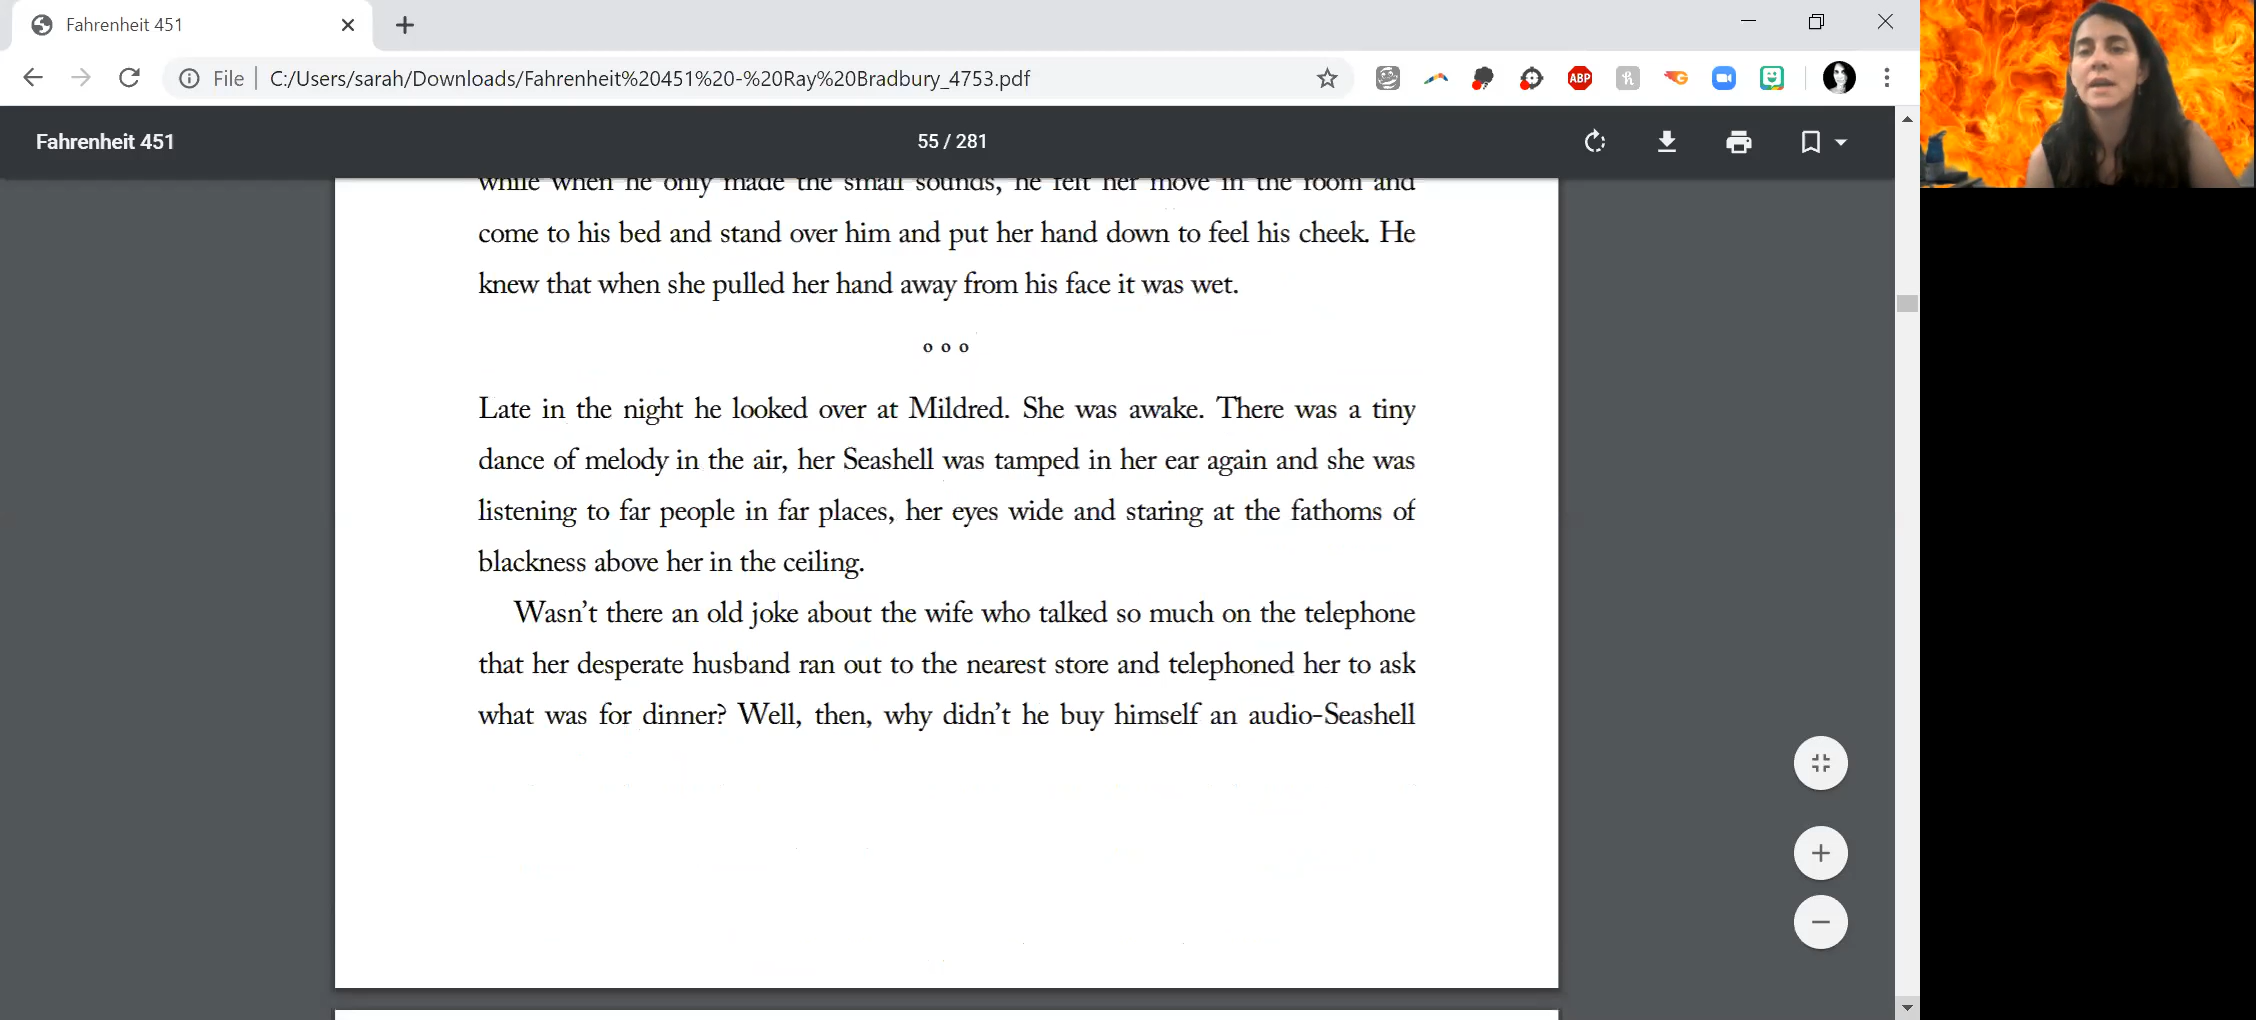 Fahrenheit 451
File C:/Users/sarah/Downloads/Fahrenheit%20451%20-%20Ray%20Bradbury_4753.pdf
ABP
Fahrenheit 451 55 / 281
while when he only made the small sounds, he felt her move in the room and
come to his bed and stand over him and put her hand down to feel his cheek. He
knew that when she pulled her hand away from his face it was wet.
o o o
Late in the night he looked over at Mildred. She was awake. There was a tiny
dance of melody in the air, her Seashell was tamped in her ear again and she was
listening to far people in far places, her eyes wide and staring at the fathoms of
blackness above her in the ceiling.
Wasn't there an old joke about the wife who talked so much on the telephone
that her desperate husband ran out to the nearest store and telephoned her to ask
what was for dinner? Well, then, why didn't he buy himself an audio-Seashell